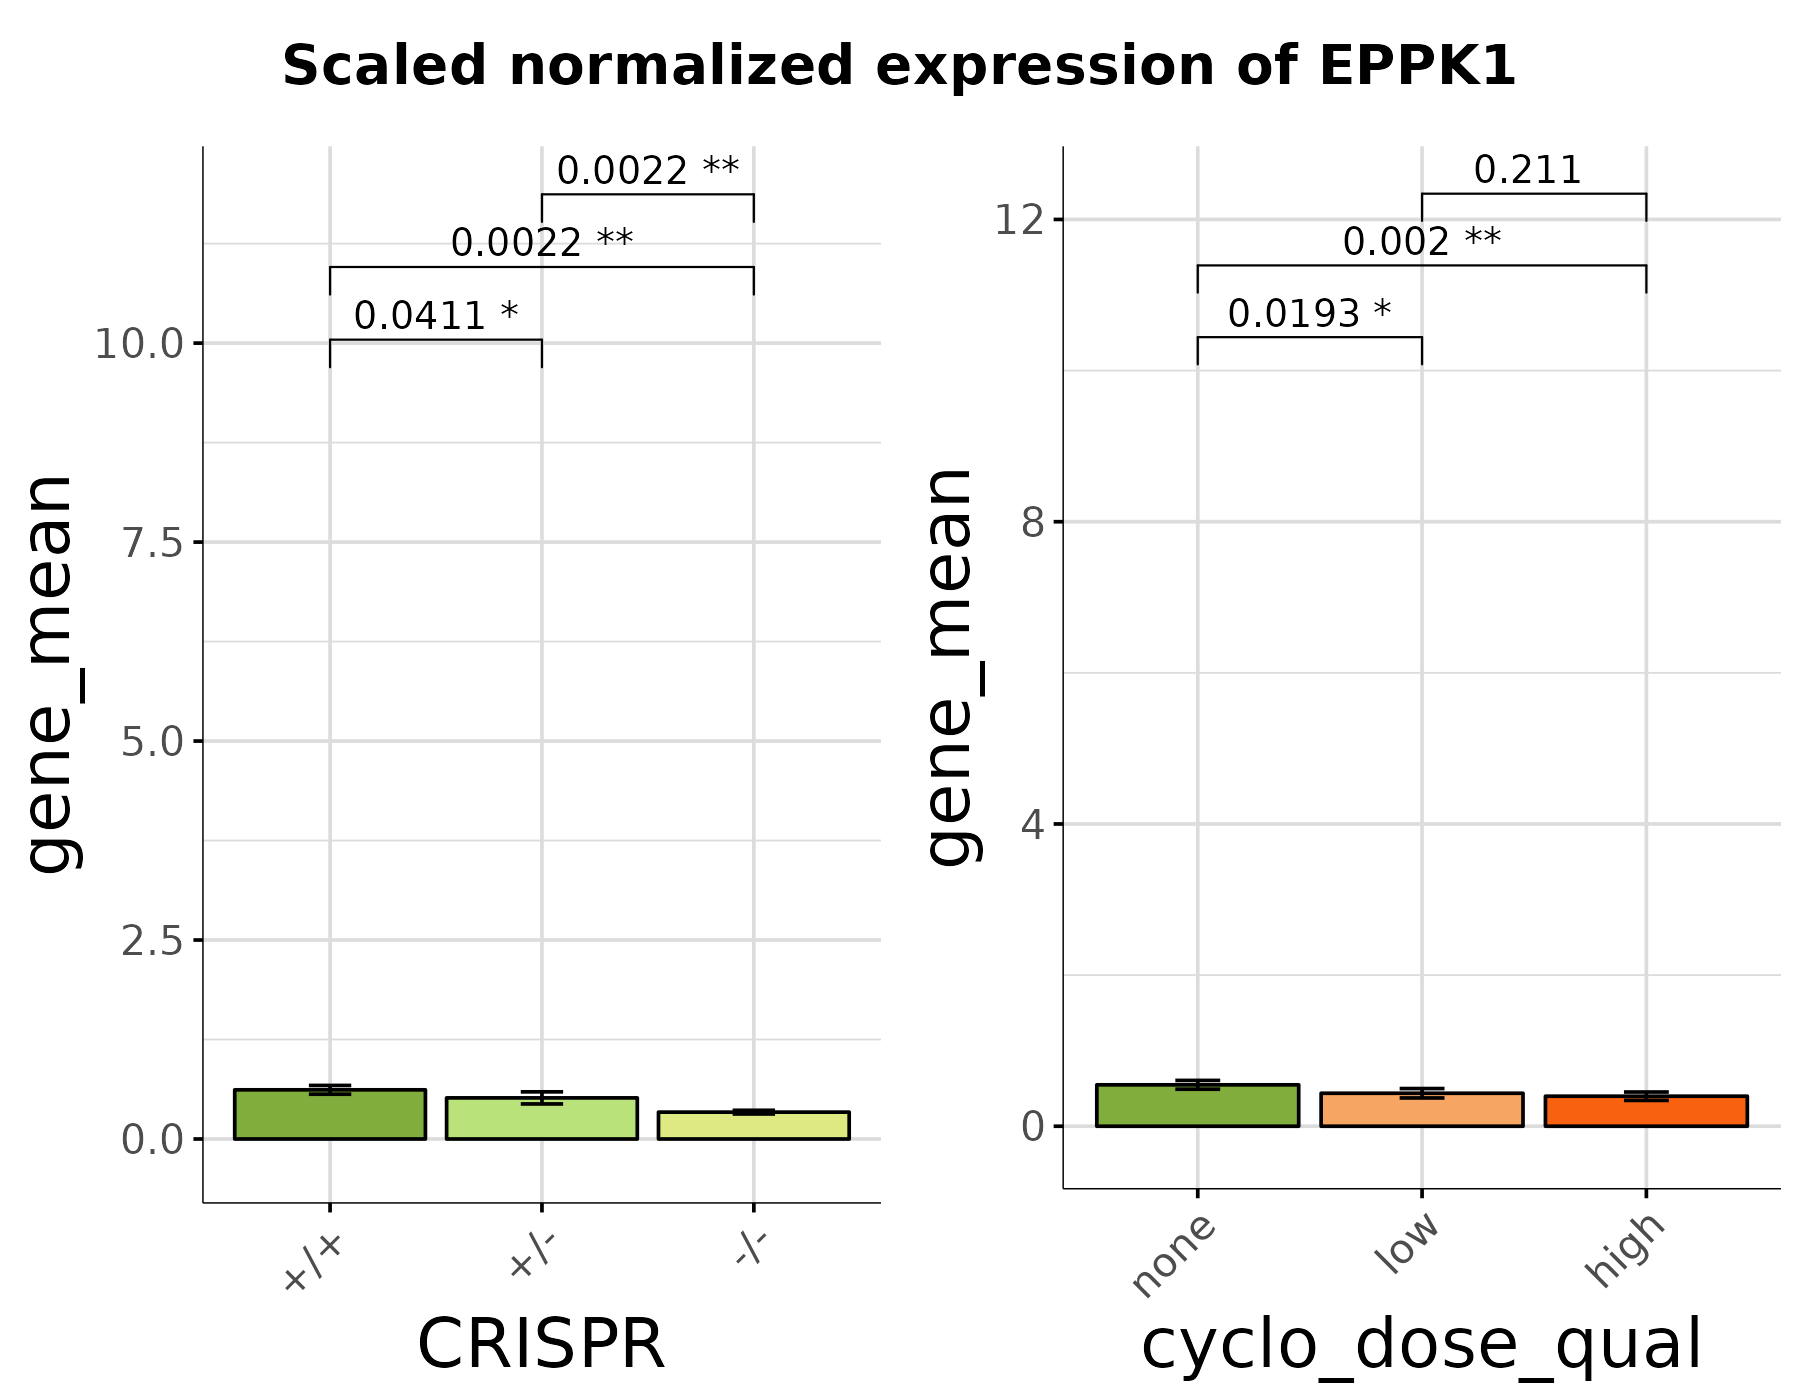 Scaled normalized expression of EPPK1
gene_mean
10.0
7.5
5.0
2.5
0.0
0.0022 **
0.0022 **
0.0411 *
+/+
+/-
-/-
CRISPR
gene_mean
12
8
4
0
0.211
0.002 **
0.0193 *
none
low
high
cyclo_dose_qual